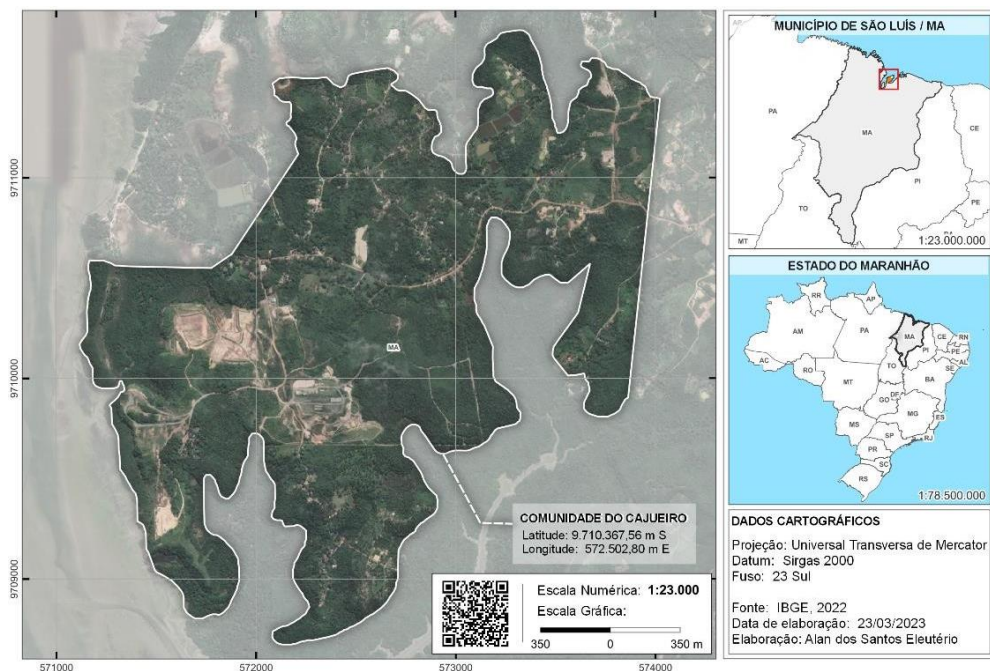 9711000
9710000
9709000
571000
572000
573000
574000
MA
COMUNIDADE DO CAJUEIRO
Latitude: 9.710.367,56 m S
Longitude: 572.502,80 m E
Escala Numérica: 1:23.000
Escala Gráfica:
350 0 350 m
MUNICÍPIO DE SÃO LUÍS / MA
PA
MA
CE
PI
TO
PE
MT
1:23.000.000
ESTADO DO MARANHÃO
RR
AP
AM
PA
MA
CE
RN
PI
PE
AL
AC
TO
SE
RO
MT
BA
DF
GO
MG
MS
ES
SP
RJ
PR
SC
RS
1:78.500.000
DADOS CARTOGRÁFICOS
Projeção: Universal Transversa de Mercator
Datum: Sirgas 2000
Fuso: 23 Sul
Fonte: IBGE, 2022
Data de elaboração: 23/03/2023
Elaboração: Alan dos Santos Eleutério